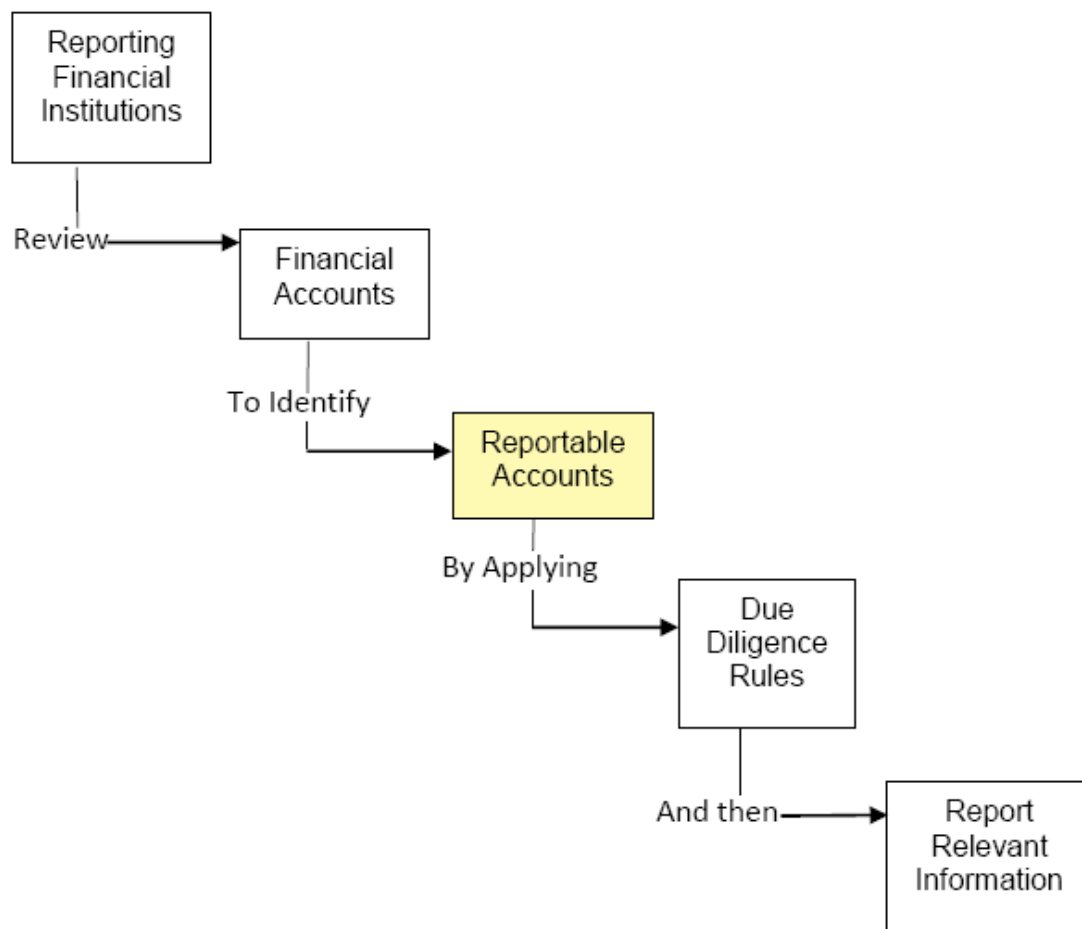 Reporting
Financial
Institutions
Review
Financial
Accounts
To Identify
Reportable
Accounts
By Applying
Due
Diligence
Rules
And then
Report
Relevant
Information